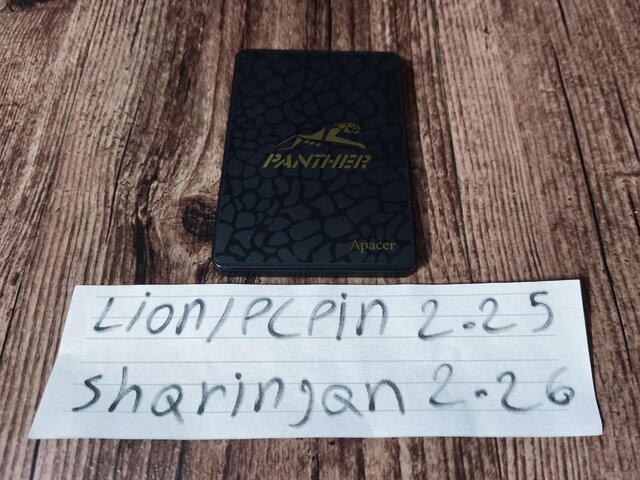 PANTHER
Apacer
Lion/PCPin 2.25
sharingan 2.26